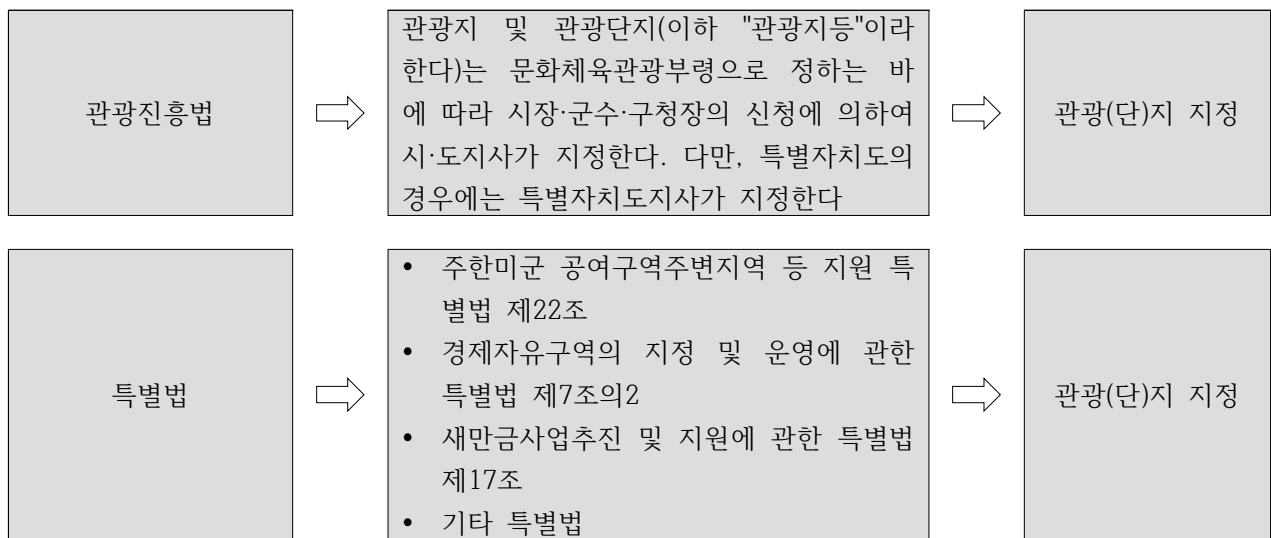 관광진흥법
관광지 및 관광단지(이하 "관광지등"이라
한다)는 문화체육관광부령으로 정하는 바
에 따라 시장·군수·구청장의 신청에 의하여
시·도지사가 지정한다. 다만, 특별자치도의
경우에는 특별자치도지사가 지정한다
관광(단)지 지정
특별법
• 주한미군 공여구역주변지역 등 지원 특
별법 제22조
• 경제자유구역의 지정 및 운영에 관한
특별법 제7조의2
• 새만금사업추진 및 지원에 관한 특별법
제17조
• 기타 특별법
관광(단)지 지정